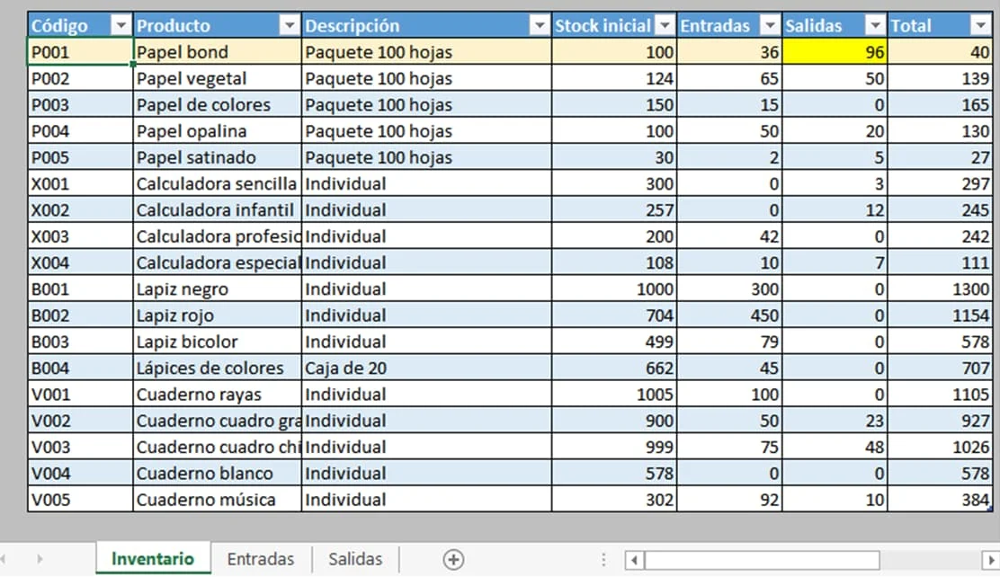 Código Producto Descripción Stock inicial Entradas Salidas Total
P001 Papel bond Paquete 100 hojas 100 36 96 40
P002 Papel vegetal Paquete 100 hojas 124 65 50 139
P003 Papel de colores Paquete 100 hojas 150 15 0 165
P004 Papel opalina Paquete 100 hojas 100 50 20 130
P005 Papel satinado Paquete 100 hojas 30 2 5 27
X001 Calculadora sencilla Individual 300 0 3 297
X002 Calculadora infantil Individual 257 0 12 245
X003 Calculadora profesio Individual 200 42 0 242
X004 Calculadora especial Individual 108 10 7 111
B001 Lapiz negro Individual 1000 300 0 1300
B002 Lapiz rojo Individual 704 450 0 1154
B003 Lapiz bicolor Individual 499 79 0 578
B004 Lápices de colores Caja de 20 662 45 0 707
V001 Cuaderno rayas Individual 1005 100 0 1105
V002 Cuaderno cuadro gra Individual 900 50 23 927
V003 Cuaderno cuadro chi Individual 999 75 48 1026
V004 Cuaderno blanco Individual 578 0 0 578
V005 Cuaderno música Individual 302 92 10 384
Inventario Entradas Salidas